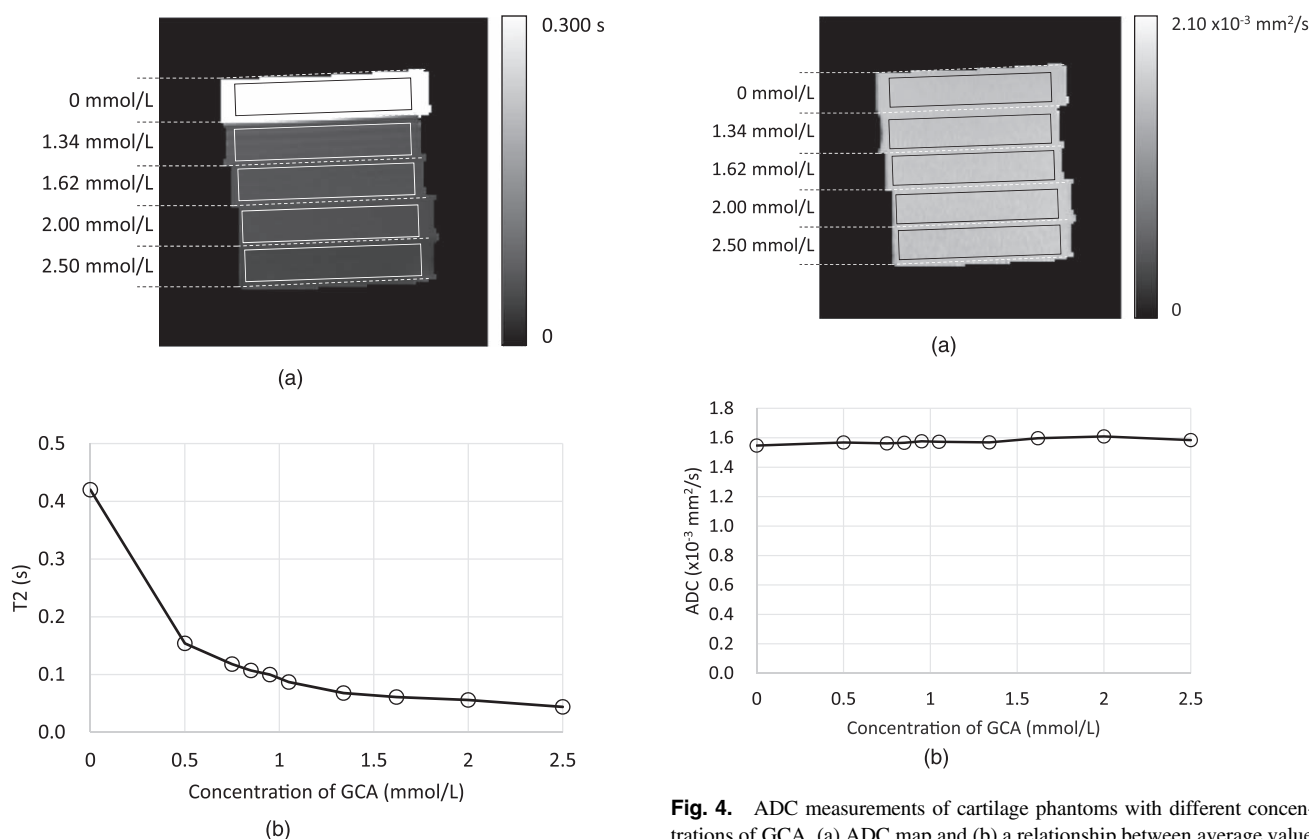 0.300 s
0 mmol/L
1.34 mmol/L
1.62 mmol/L
2.00 mmol/L
2.50 mmol/L
0
(a)
0.5
0.4
0.3
0.2
0.1
0.0
T2 (s)
0 0.5 1 1.5 2 2.5
Concentration of GCA (mmol/L)
(b)
2.10 x10⁻³ mm²/s
0 mmol/L
1.34 mmol/L
1.62 mmol/L
2.00 mmol/L
2.50 mmol/L
0
(a)
1.8
1.6
1.4
1.2
1.0
0.8
0.6
0.4
0.2
0.0
ADC (x10⁻³ mm²/s)
0 0.5 1 1.5 2 2.5
Concentration of GCA (mmol/L)
(b)
Fig. 4. ADC measurements of cartilage phantoms with different concen-
trations of GCA. (a) ADC map and (b) a relationship between average value